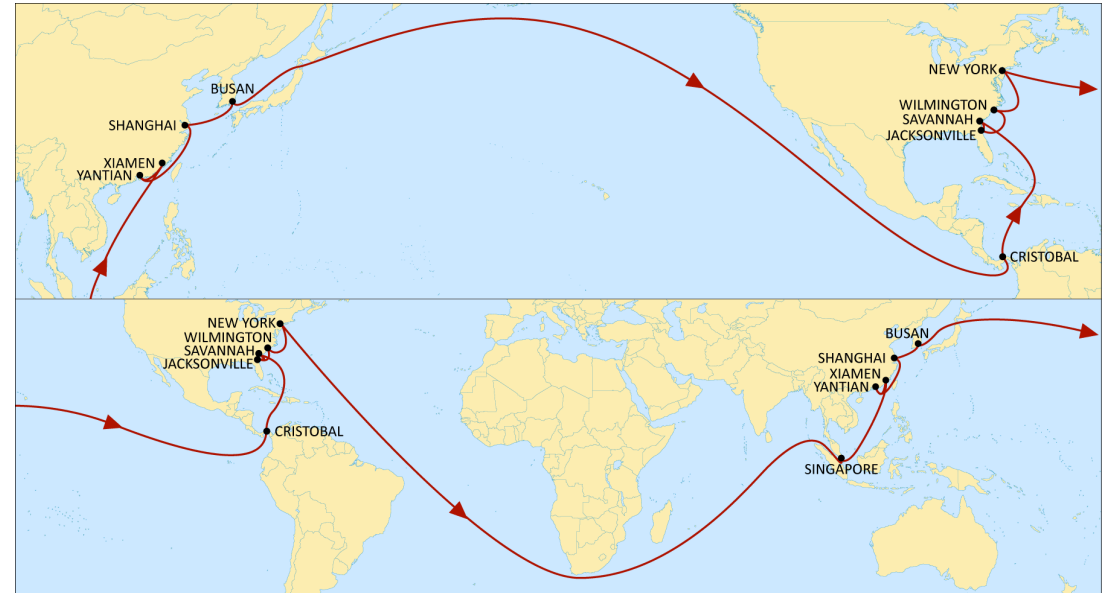 BUSAN
SHANGHAI
XIAMEN
YANTIAN
NEW YORK
WILMINGTON
SAVANNAH
JACKSONVILLE
CRISTOBAL
NEW YORK
WILMINGTON
SAVANNAH
JACKSONVILLE
CRISTOBAL
BUSAN
SHANGHAI
XIAMEN
YANTIAN
SINGAPORE